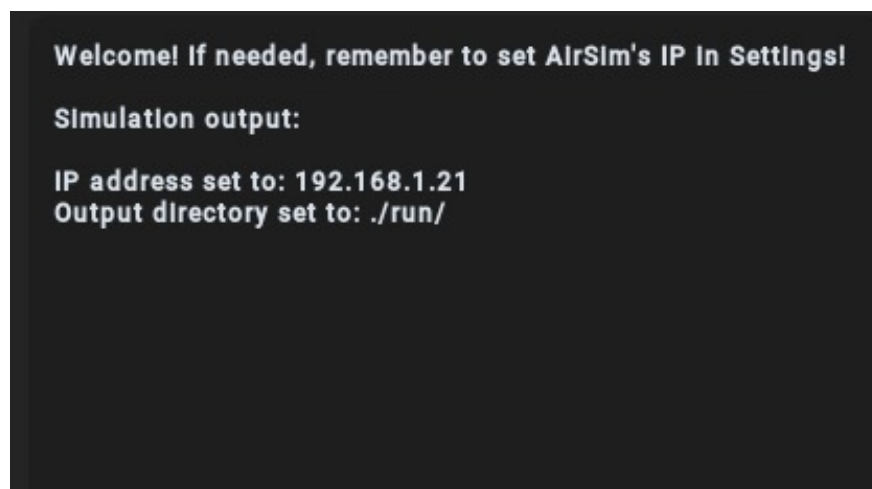 Welcome! If needed, remember to set AirSim's IP in Settings!
Simulation output:
IP address set to: 192.168.1.21
Output directory set to: ./run/